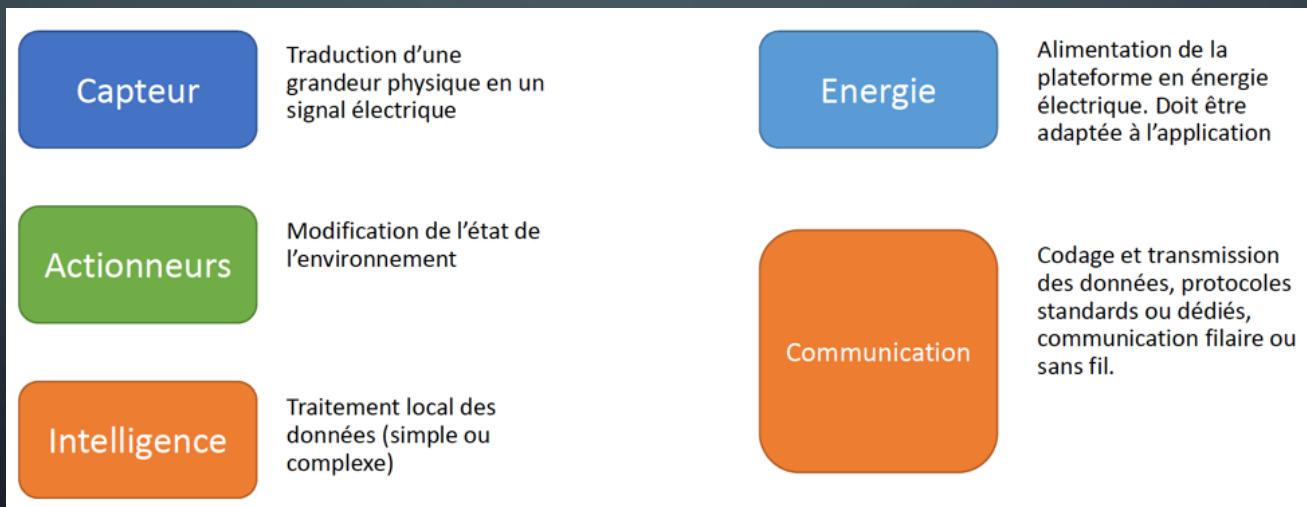 Capteur
Traduction d’une
grandeur physique en un
signal électrique
Actionneurs
Modification de l’état de
l’environnement
Intelligence
Traitement local des
données (simple ou
complexe)
Energie
Alimentation de la
plateforme en énergie
électrique. Doit être
adaptée à l’application
Communication
Codage et transmission
des données, protocoles
standards ou dédiés,
communication filaire ou
sans fil.